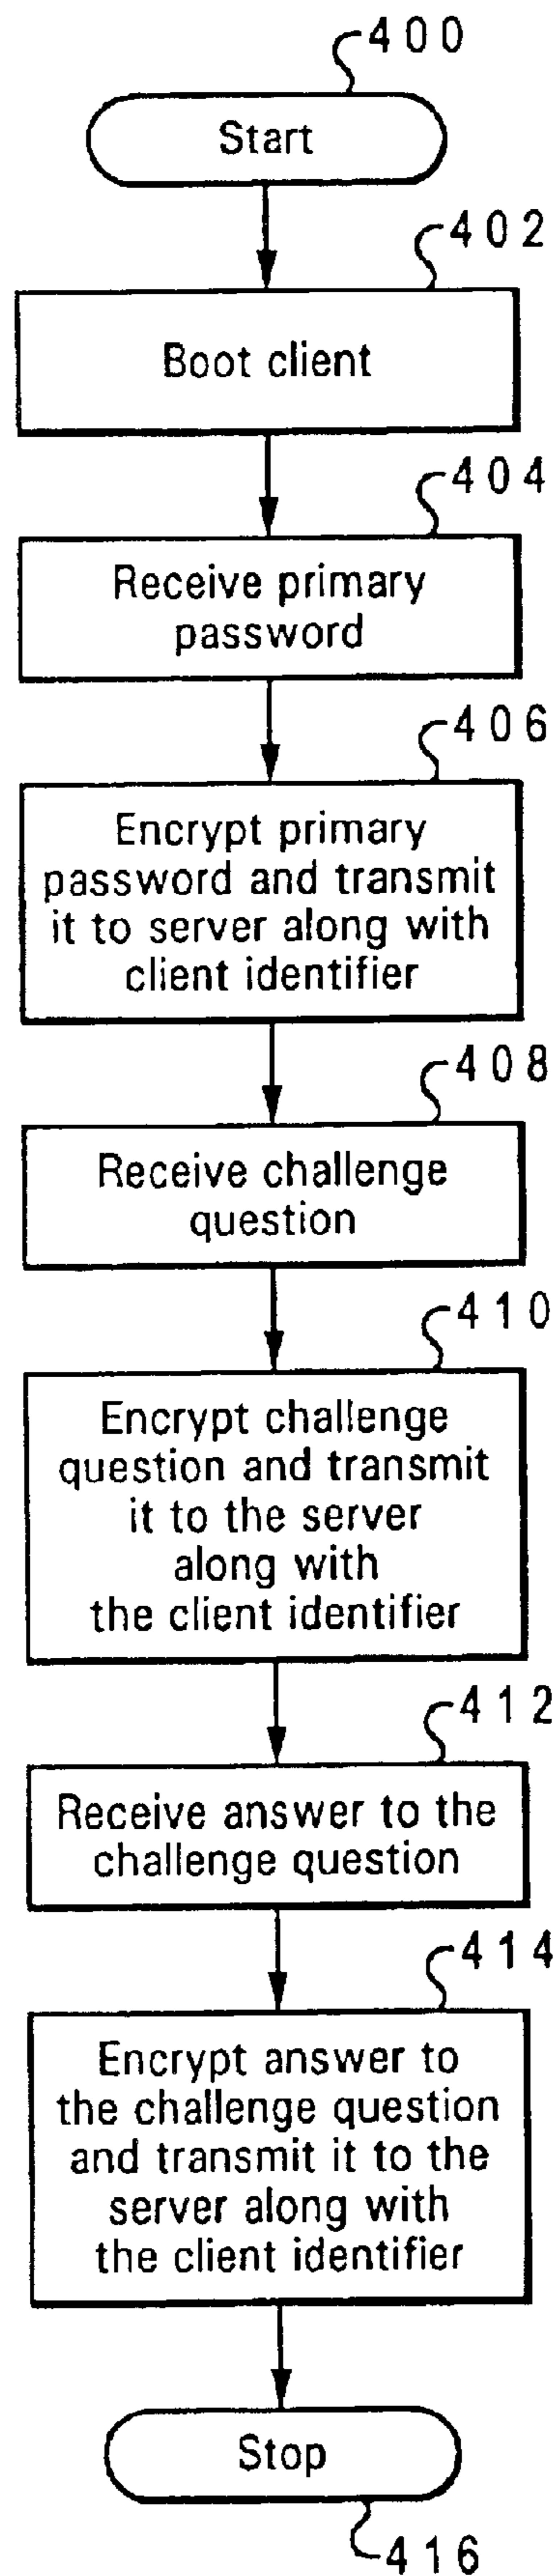 400
Start
402
Boot client
404
Receive primary
password
406
Encrypt primary
password and transmit
it to server along with
client identifier
408
Receive challenge
question
410
Encrypt challenge
question and transmit
it to the server
along with
the client identifier
412
Receive answer to the
challenge question
414
Encrypt answer to
the challenge question
and transmit it to the
server along with
the client identifier
Stop
416